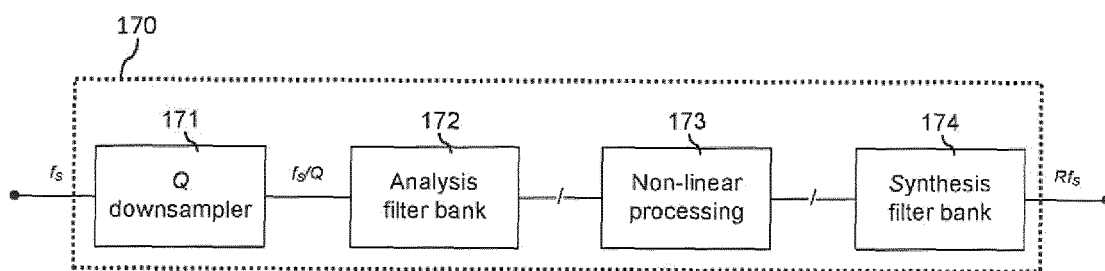 170
171
172
173
174
fs
Q
downsampler
fs/Q
Analysis
filter bank
Non-linear
processing
Synthesis
filter bank
Rfs